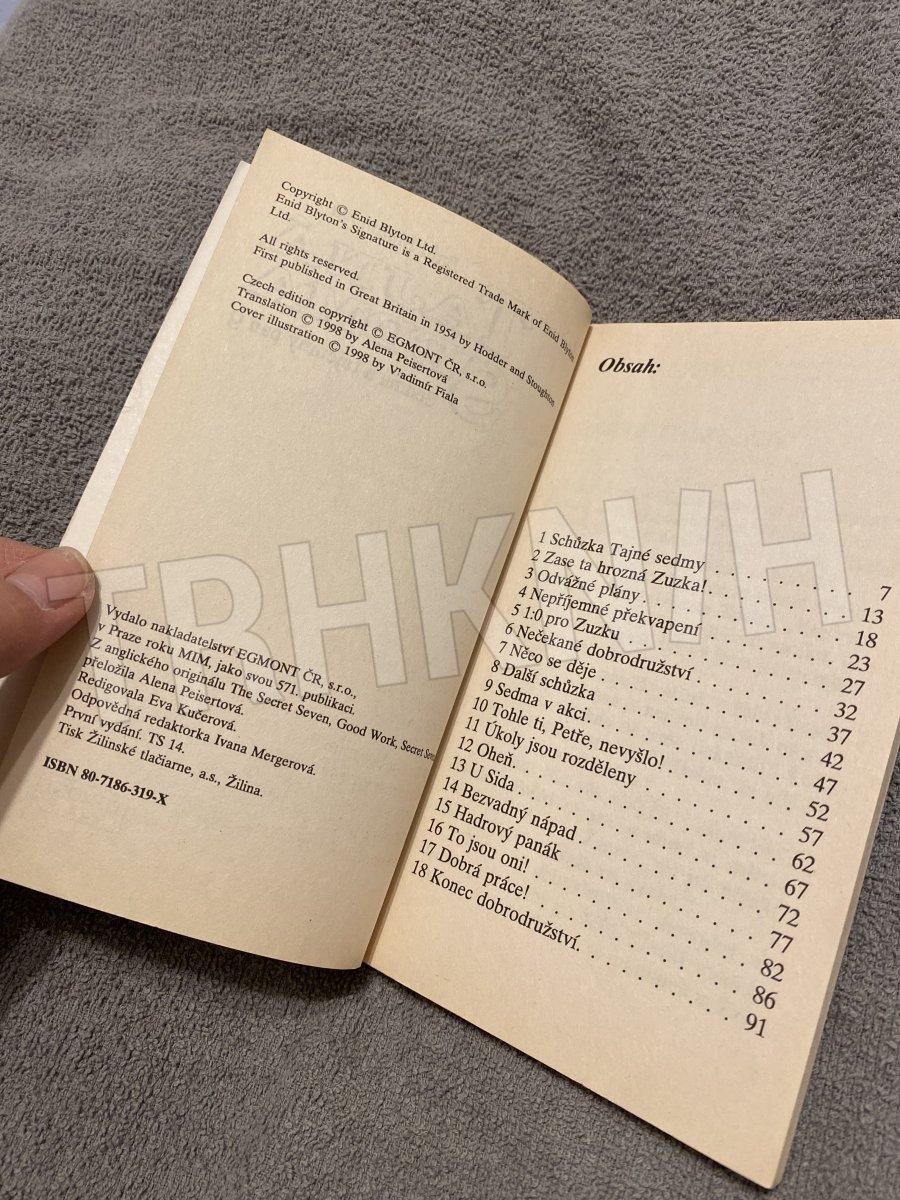 Copyright © Enid Blyton Ltd.
Enid Blyton's Signature is a Registered Trade Mark of Enid Blyton
Ltd.
All rights reserved.
First published in Great Britain in 1954 by Hodder and Stoughton
Czech edition copyright © EGMONT ČR, s.r.o.
Translation © 1998 by Alena Peisertová
Cover illustration © 1998 by Vladimír Fiala
Vydalo nakladatelství EGMONT ČR, s.r.o.,
v Praze roku MIM, jako svou 571. publikaci.
Z anglického originálu The Secret Seven, Good Work, Secret Seven
přeložila Alena Peisertová.
Redigovala Eva Kučerová.
Odpovědná redaktorka Ivana Mergerová.
První vydání. TS 14.
Tisk Žilinské tlačiarne, a.s., Žilina.
ISBN 80-7186-319-X
Obsah:
1 Schůzka Tajné sedmy . . . . . . . 7
2 Zase ta hrozná Zuzka! . . . . . . . 13
3 Odvážné plány . . . . . . . . . 18
4 Nepříjemné překvapení . . . . . . . 23
5 1:0 pro Zuzku . . . . . . . . . 27
6 Nečekané dobrodružství . . . . . . . 32
7 Něco se děje . . . . . . . . . 37
8 Další schůzka . . . . . . . . . 42
9 Sedma v akci . . . . . . . . . 47
10 Tohle ti, Petře, nevyšlo! . . . . . . . 52
11 Úkoly jsou rozděleny . . . . . . . 57
12 Oheň . . . . . . . . . . . 62
13 U Sida . . . . . . . . . . 67
14 Bezvadný nápad . . . . . . . . 72
15 Hadrový panák . . . . . . . . 77
16 To jsou oni! . . . . . . . . . 82
17 Dobrá práce! . . . . . . . . . 86
18 Konec dobrodružství . . . . . . . 91
TRHKNIH